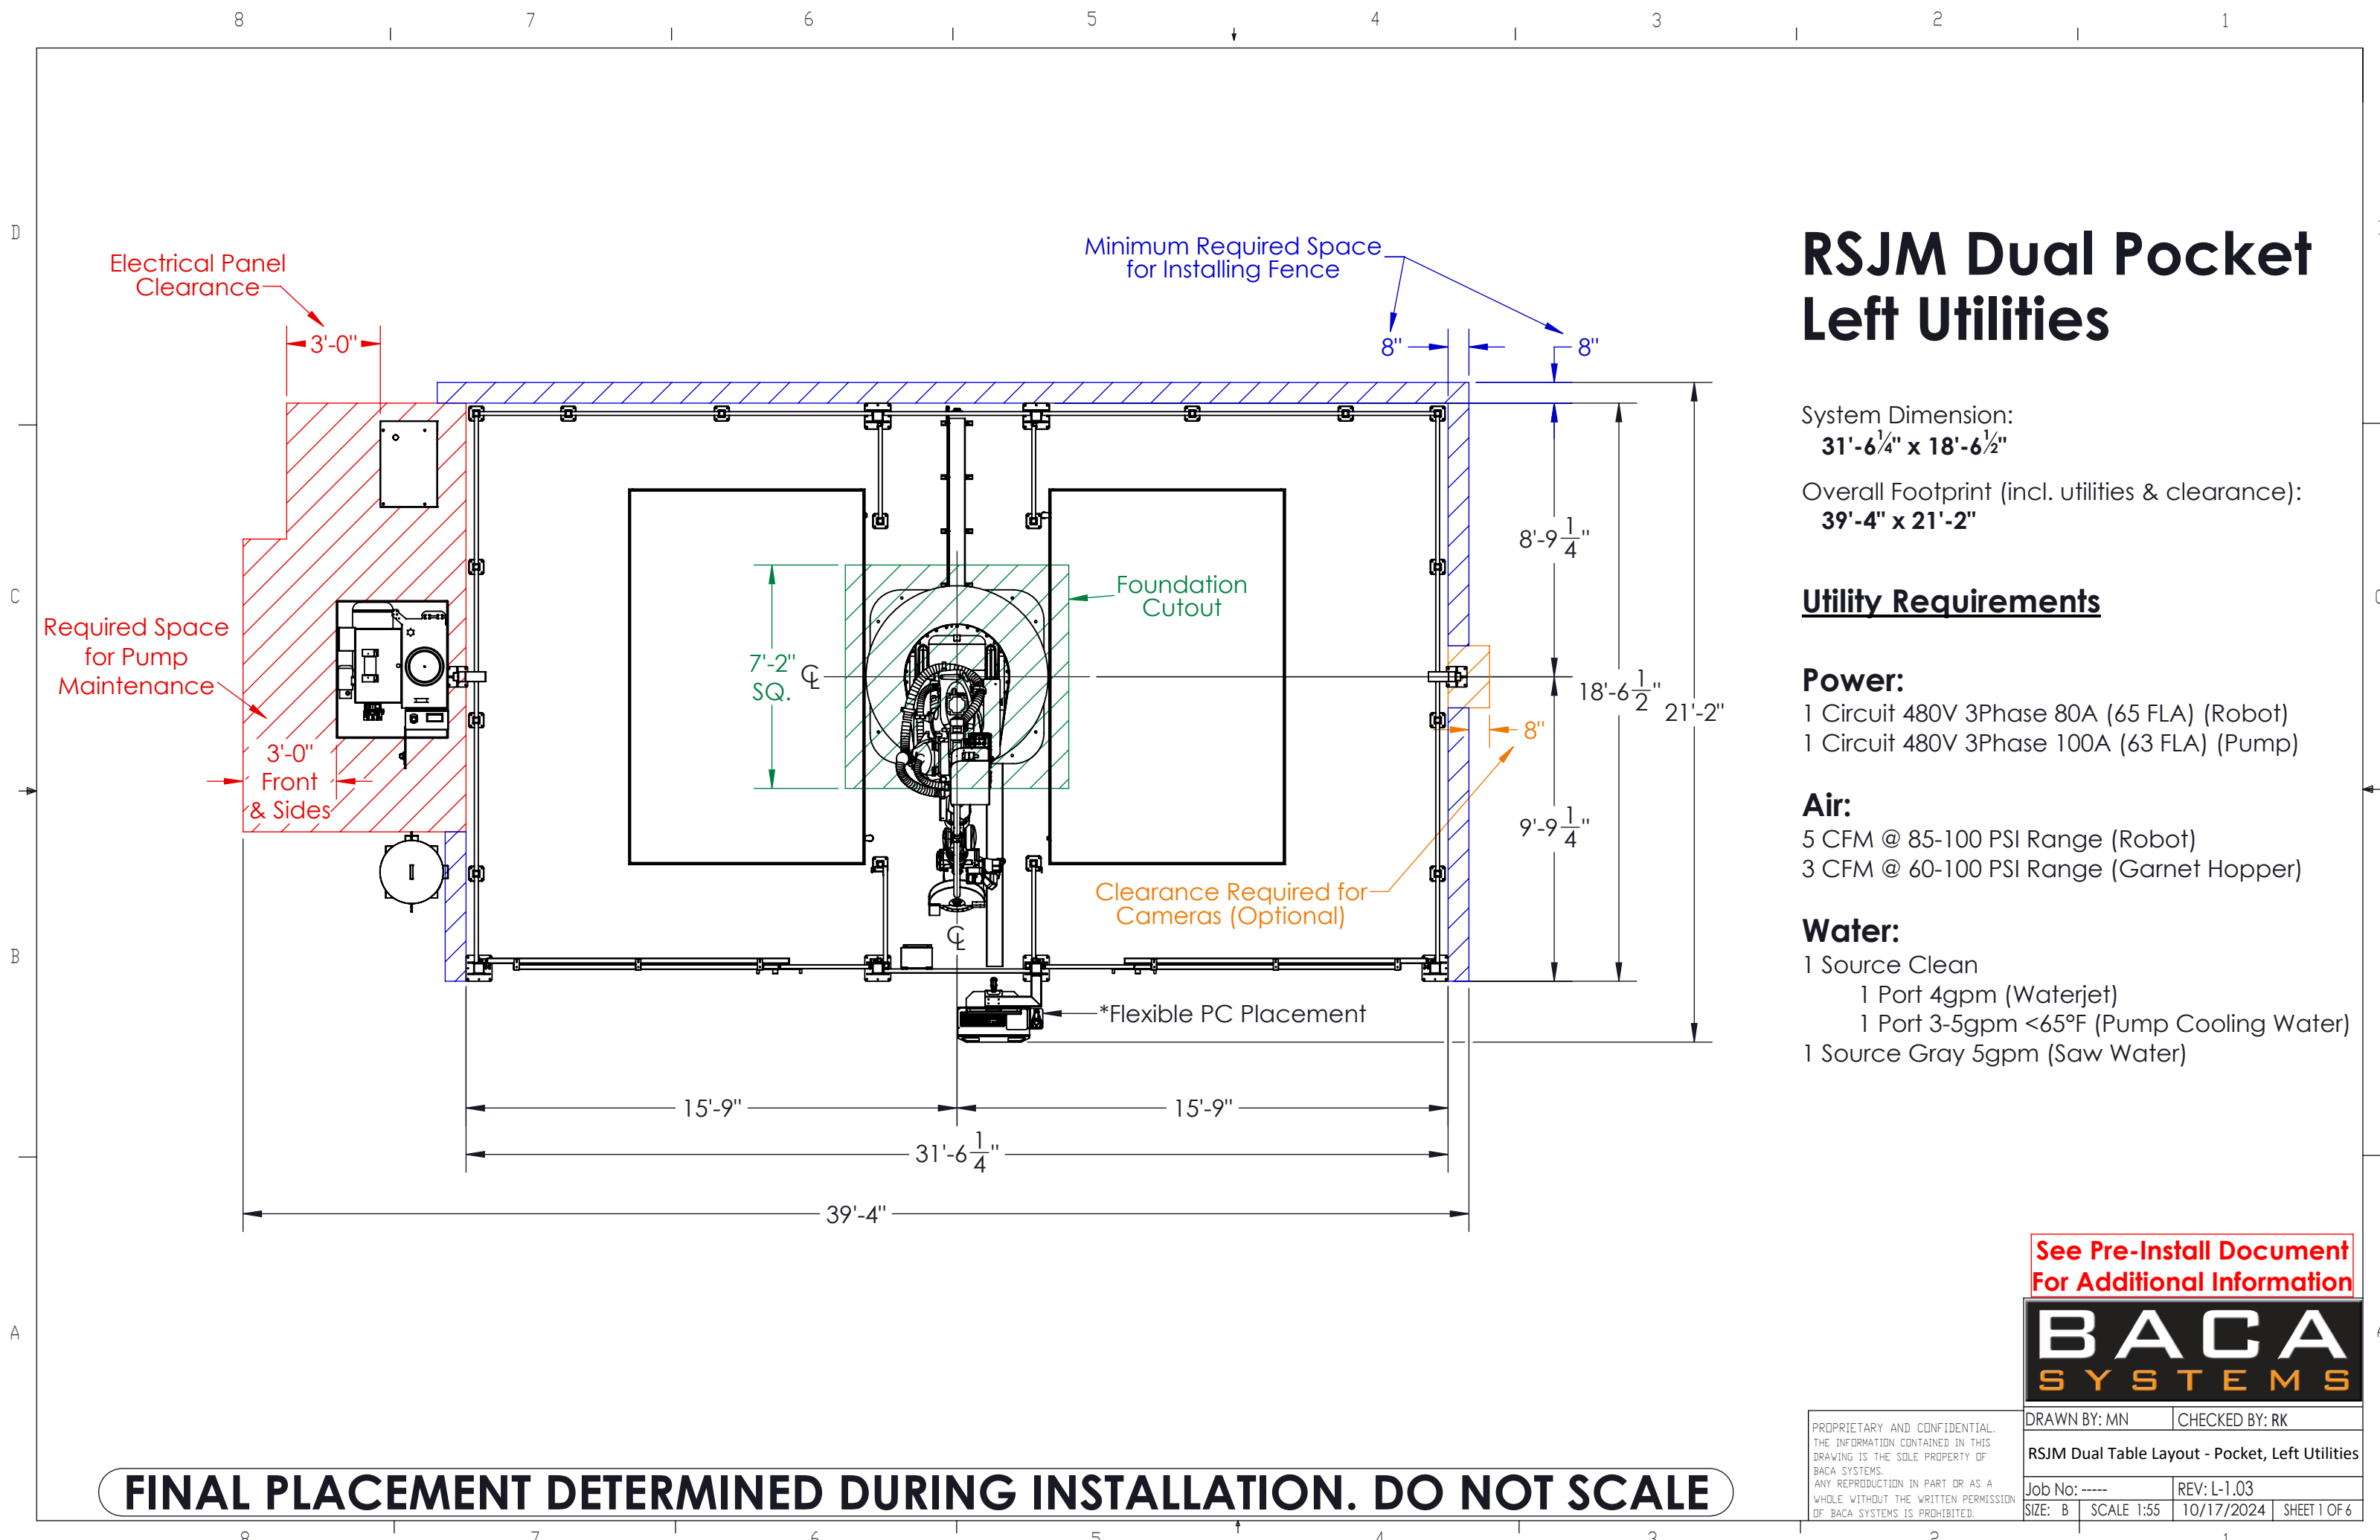 8 7 6 5 4 3 2 1
D
C
B
A
Electrical Panel
Clearance
3'-0"
Minimum Required Space
for Installing Fence
8"
8"
Required Space
for Pump
Maintenance
3'-0"
Front
& Sides
7'-2"
SQ.
Foundation
Cutout
8'-9 1/4"
18'-6 1/2"
21'-2"
8"
9'-9 1/4"
Clearance Required for
Cameras (Optional)
*Flexible PC Placement
15'-9"
15'-9"
31'-6 1/4"
39'-4"
RSJM Dual Pocket
Left Utilities
System Dimension:
31'-6¼" x 18'-6½"
Overall Footprint (incl. utilities & clearance):
39'-4" x 21'-2"
Utility Requirements
Power:
1 Circuit 480V 3Phase 80A (65 FLA) (Robot)
1 Circuit 480V 3Phase 100A (63 FLA) (Pump)
Air:
5 CFM @ 85-100 PSI Range (Robot)
3 CFM @ 60-100 PSI Range (Garnet Hopper)
Water:
1 Source Clean
1 Port 4gpm (Waterjet)
1 Port 3-5gpm <65°F (Pump Cooling Water)
1 Source Gray 5gpm (Saw Water)
See Pre-Install Document
For Additional Information
BACA
SYSTEMS
PROPRIETARY AND CONFIDENTIAL.
THE INFORMATION CONTAINED IN THIS
DRAWING IS THE SOLE PROPERTY OF
BACA SYSTEMS.
ANY REPRODUCTION IN PART OR AS A
WHOLE WITHOUT THE WRITTEN PERMISSION
OF BACA SYSTEMS IS PROHIBITED.
DRAWN BY: MN
CHECKED BY: RK
RSJM Dual Table Layout - Pocket, Left Utilities
Job No: -----
REV: L-1.03
SIZE: B
SCALE 1:55
10/17/2024
SHEET 1 OF 6
FINAL PLACEMENT DETERMINED DURING INSTALLATION. DO NOT SCALE
8 7 6 5 4 3 2 1